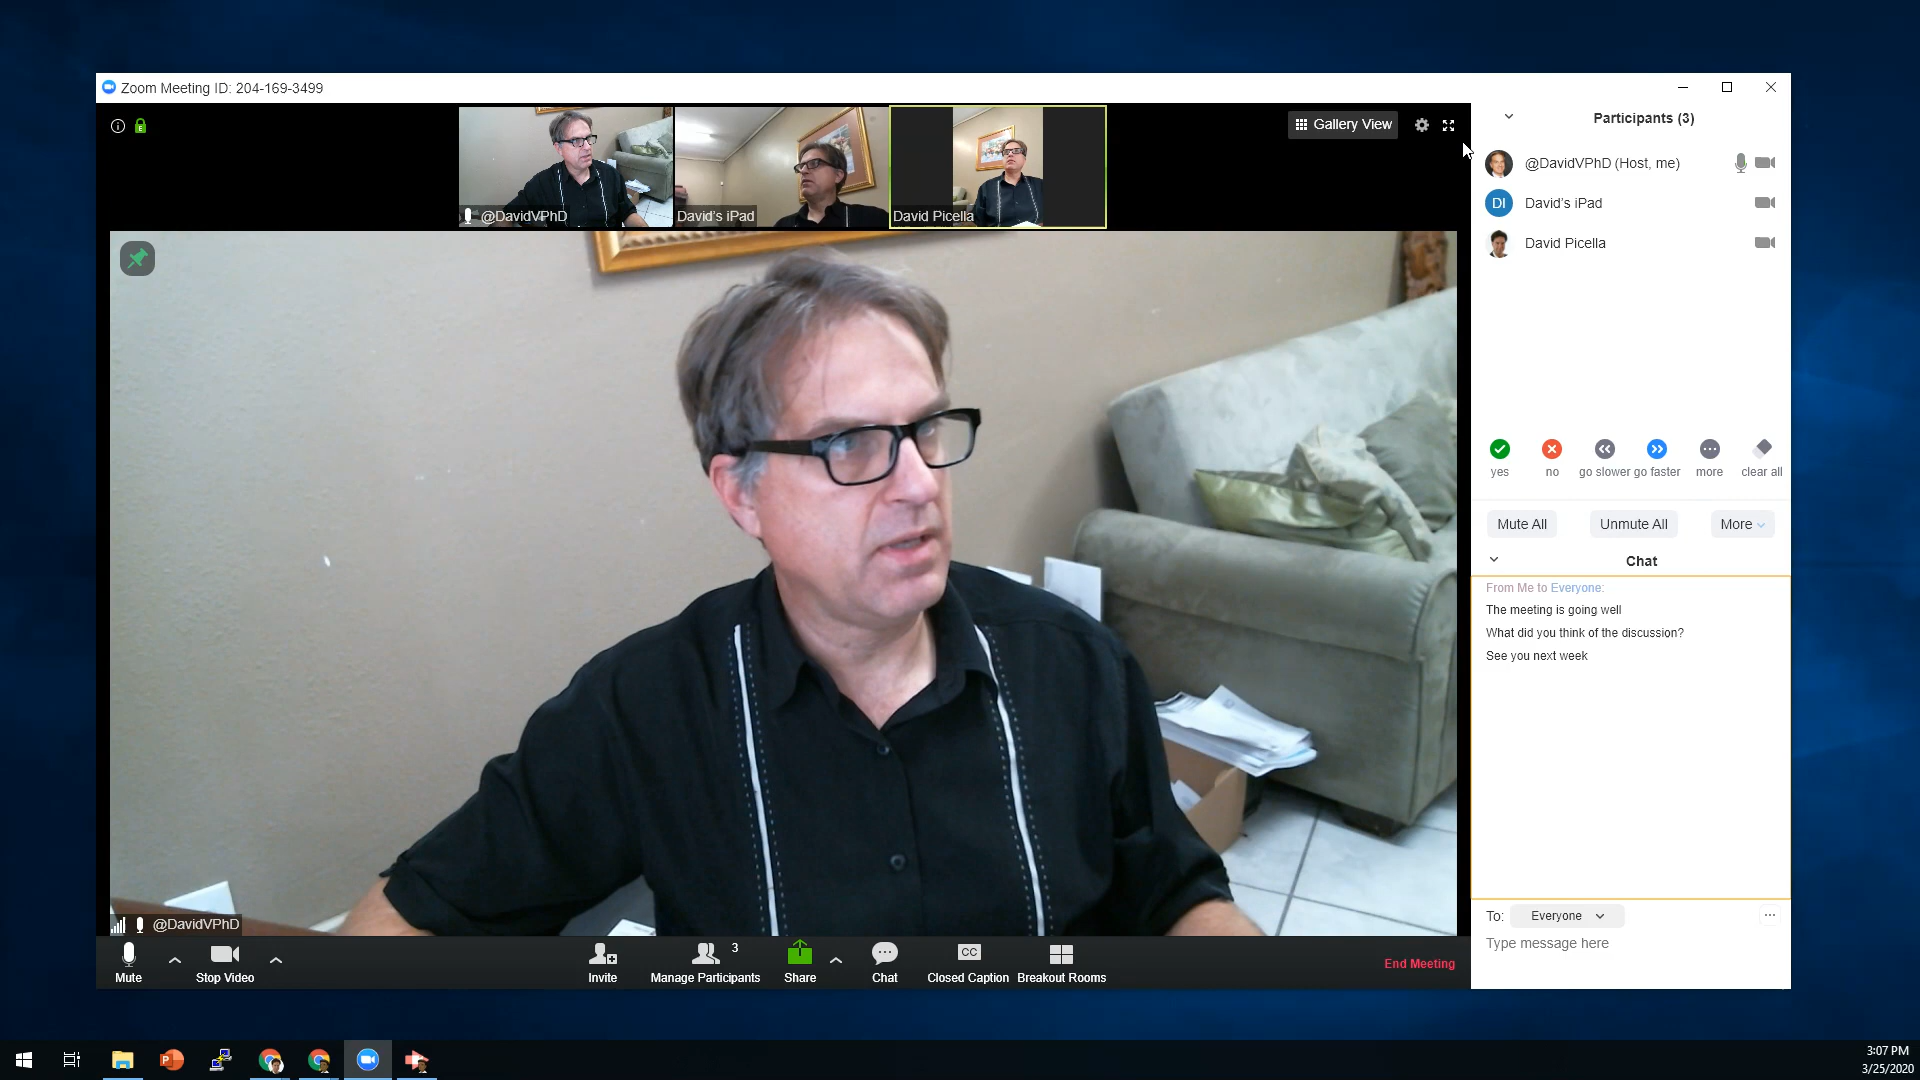 Zoom Meeting ID: 204-169-3499
Gallery View
@DavidVPhD
David's iPad
David Picella
@DavidVPhD
Mute
Stop Video
Invite
Manage Participants
3
Share
Chat
CC
Closed Caption
Breakout Rooms
End Meeting
Participants (3)
@DavidVPhD (Host, me)
DI
David's iPad
David Picella
yes
no
go slower
go faster
more
clear all
Mute All
Unmute All
More
Chat
From Me to Everyone:
The meeting is going well
What did you think of the discussion?
See you next week
To: Everyone
Type message here
3:07 PM
3/25/2020